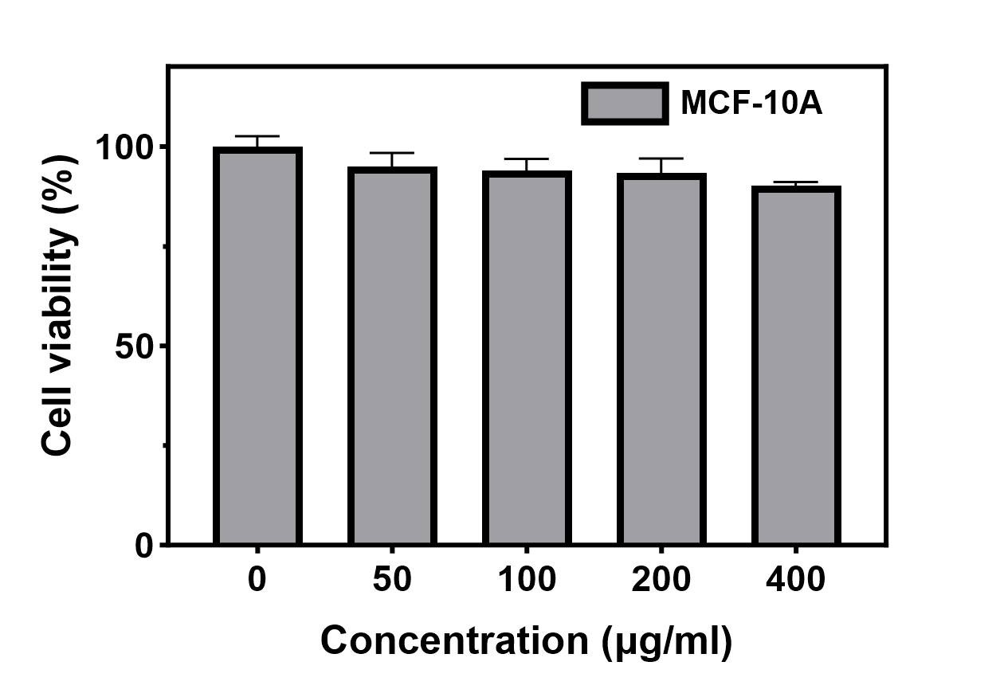 MCF-10A
Cell viability (%)
100
50
0
0 50 100 200 400
Concentration (µg/ml)